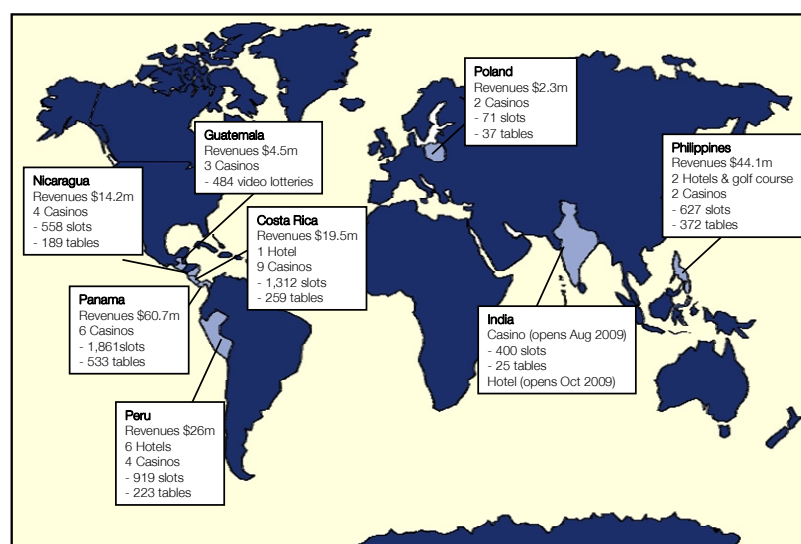 Poland
Revenues $2.3m
2 Casinos
- 71 slots
- 37 tables
Guatemala
Revenues $4.5m
3 Casinos
- 484 video lotteries
Philippines
Revenues $44.1m
2 Hotels & golf course
2 Casinos
- 627 slots
- 372 tables
Nicaragua
Revenues $14.2m
4 Casinos
- 558 slots
- 189 tables
Costa Rica
Revenues $19.5m
1 Hotel
9 Casinos
- 1,312 slots
- 259 tables
Panama
Revenues $60.7m
6 Casinos
- 1,861slots
- 533 tables
India
Casino (opens Aug 2009)
- 400 slots
- 25 tables
Hotel (opens Oct 2009)
Peru
Revenues $26m
6 Hotels
4 Casinos
- 919 slots
- 223 tables